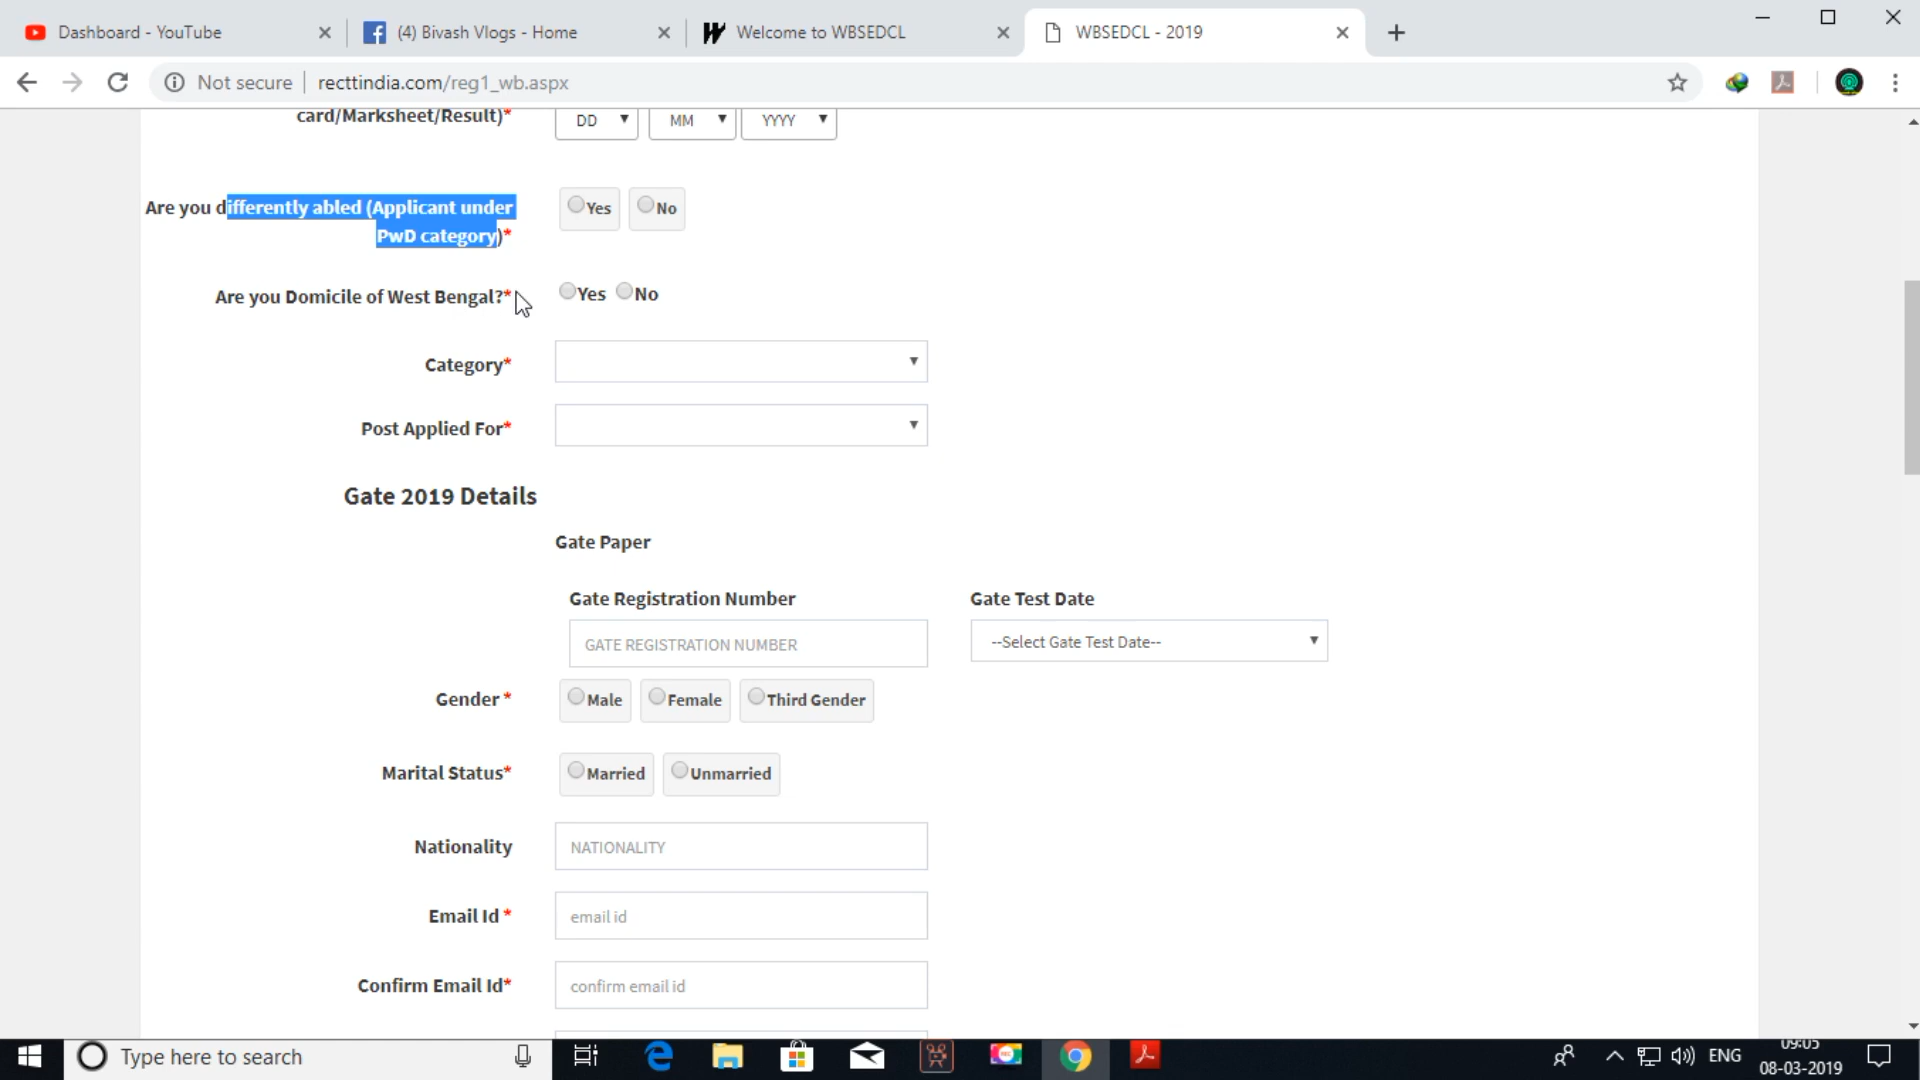 Dashboard - YouTube
(4) Bivash Vlogs - Home
Welcome to WBSEDCL
WBSEDCL - 2019
Not secure
recttindia.com/reg1_wb.aspx
card/Marksheet/Result)*
DD
MM
YYYY
Are you differently abled (Applicant under
PwD category)*
Yes
No
Are you Domicile of West Bengal?*
Yes
No
Category*
Post Applied For*
Gate 2019 Details
Gate Paper
Gate Registration Number
Gate Test Date
GATE REGISTRATION NUMBER
--Select Gate Test Date--
Gender *
Male
Female
Third Gender
Marital Status*
Married
Unmarried
Nationality
NATIONALITY
Email Id *
email id
Confirm Email Id*
confirm email id
Type here to search
ENG
09:05
08-03-2019